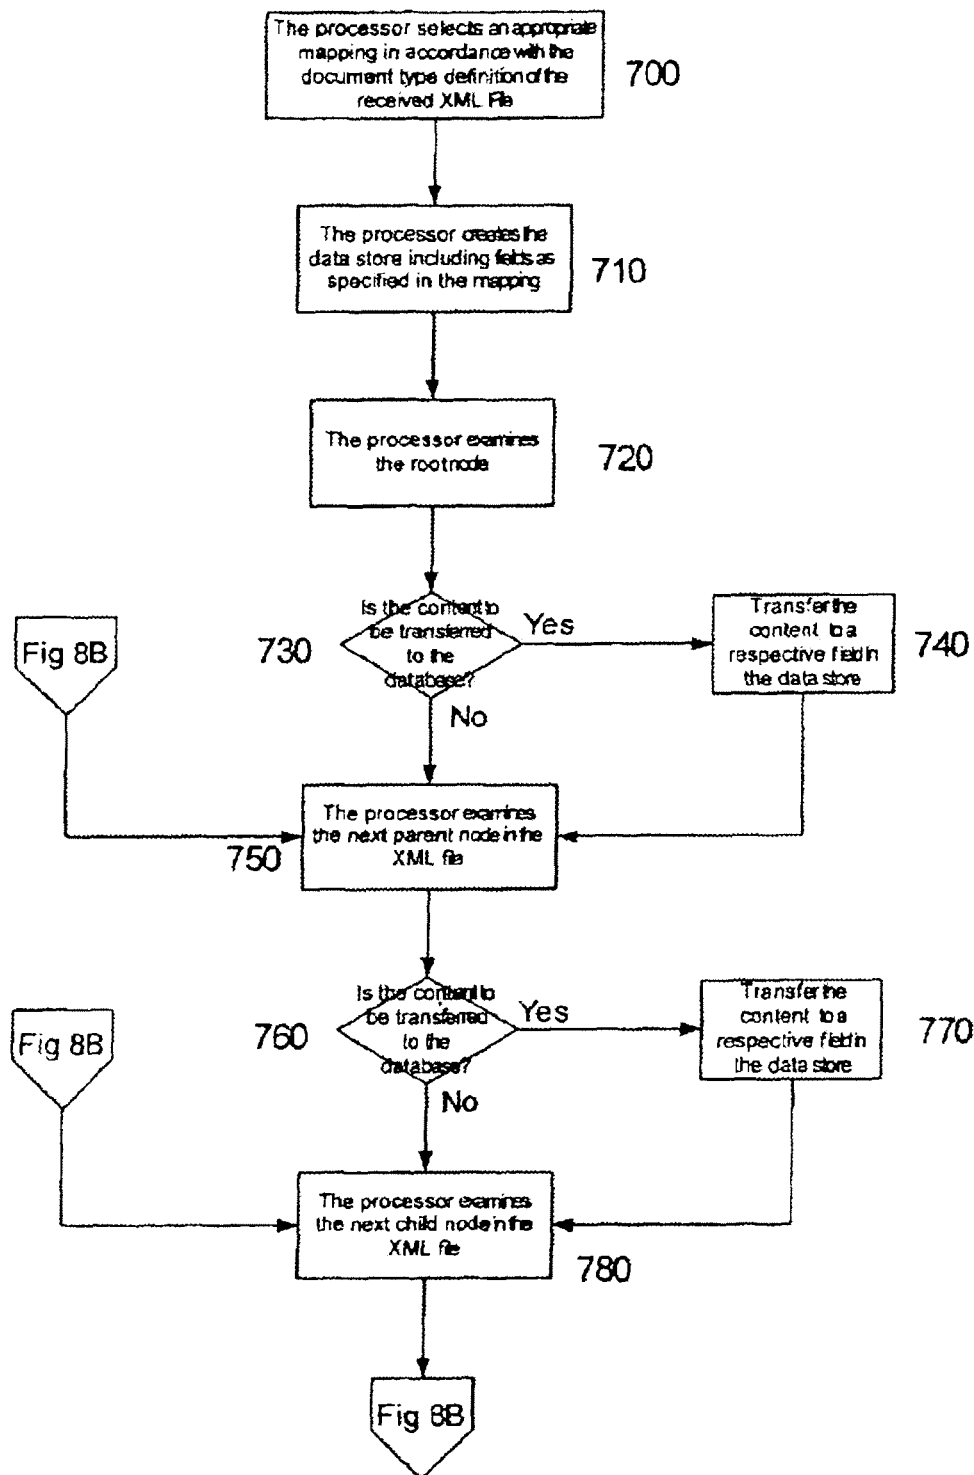 The processor selects an appropriate
mapping in accordance with the
document type definition of the
received XML File
700
The processor creates the
data store including fields as
specified in the mapping
710
The processor examines
the root node
720
Is the content to
be transferred
to the
database?
730
Yes
No
Transfer the
content to a
respective field in
the data store
740
Fig 8B
The processor examines
the next parent node in the
XML file
750
Is the content to
be transferred
to the
database?
760
Yes
No
Transfer the
content to a
respective field in
the data store
770
Fig 8B
The processor examines
the next child node in the
XML file
780
Fig 8B